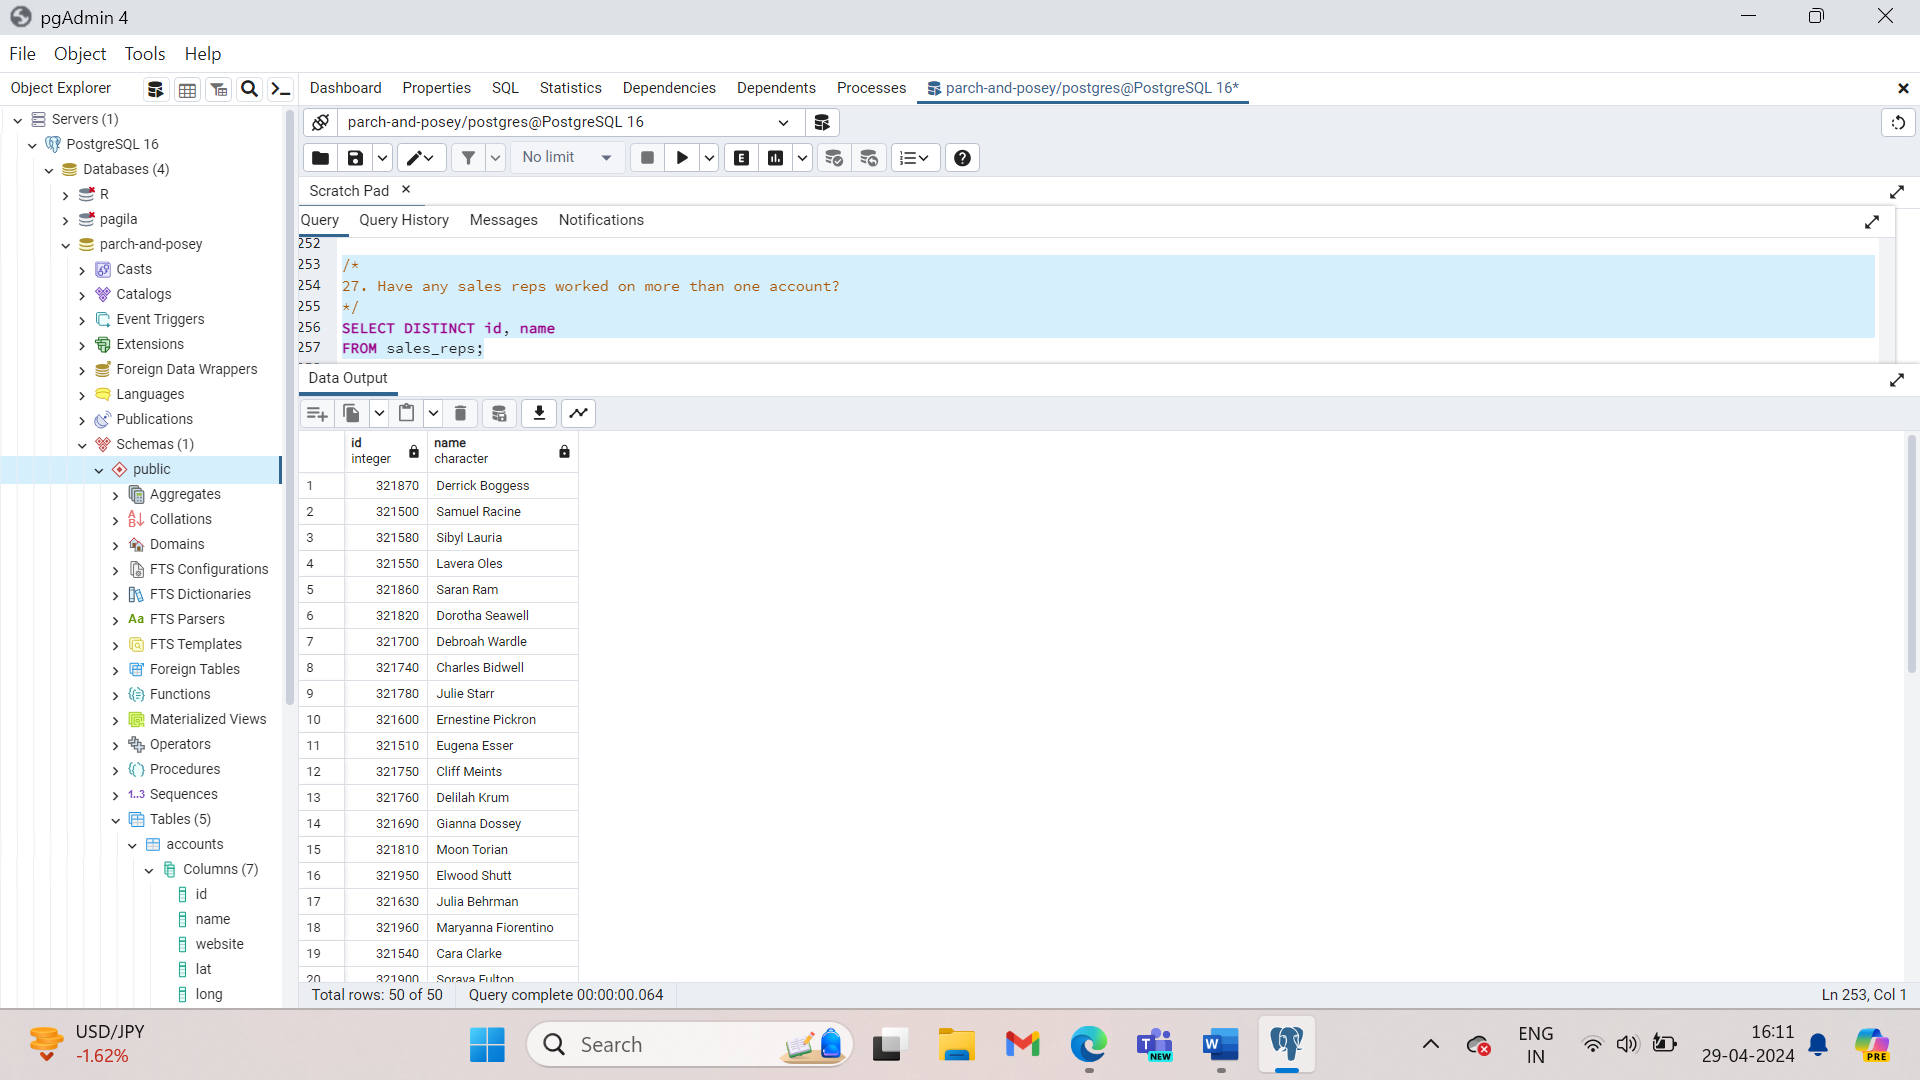 pgAdmin 4
File Object Tools Help
Object Explorer
Dashboard Properties SQL Statistics Dependencies Dependents Processes parch-and-posey/postgres@PostgreSQL 16*
Servers (1)
PostgreSQL 16
Databases (4)
R
pagila
parch-and-posey
Casts
Catalogs
Event Triggers
Extensions
Foreign Data Wrappers
Languages
Publications
Schemas (1)
public
Aggregates
Collations
Domains
FTS Configurations
FTS Dictionaries
Aa FTS Parsers
FTS Templates
Foreign Tables
Functions
Materialized Views
Operators
Procedures
1..3 Sequences
Tables (5)
accounts
Columns (7)
id
name
website
lat
long
parch-and-posey/postgres@PostgreSQL 16
No limit
E
Scratch Pad
Query Query History Messages Notifications
252
253 /*
254 27. Have any sales reps worked on more than one account?
255 */
256 SELECT DISTINCT id, name
257 FROM sales_reps;
Data Output
id name
integer character
1 321870 Derrick Boggess
2 321500 Samuel Racine
3 321580 Sibyl Lauria
4 321550 Lavera Oles
5 321860 Saran Ram
6 321820 Dorotha Seawell
7 321700 Debroah Wardle
8 321740 Charles Bidwell
9 321780 Julie Starr
10 321600 Ernestine Pickron
11 321510 Eugena Esser
12 321750 Cliff Meints
13 321760 Delilah Krum
14 321690 Gianna Dossey
15 321810 Moon Torian
16 321950 Elwood Shutt
17 321630 Julia Behrman
18 321960 Maryanna Fiorentino
19 321540 Cara Clarke
20 321900 Soraya Fulton
Total rows: 50 of 50 Query complete 00:00:00.064 Ln 253, Col 1
USD/JPY
-1.62%
Search
NEW
W
ENG
IN
16:11
29-04-2024
PRE